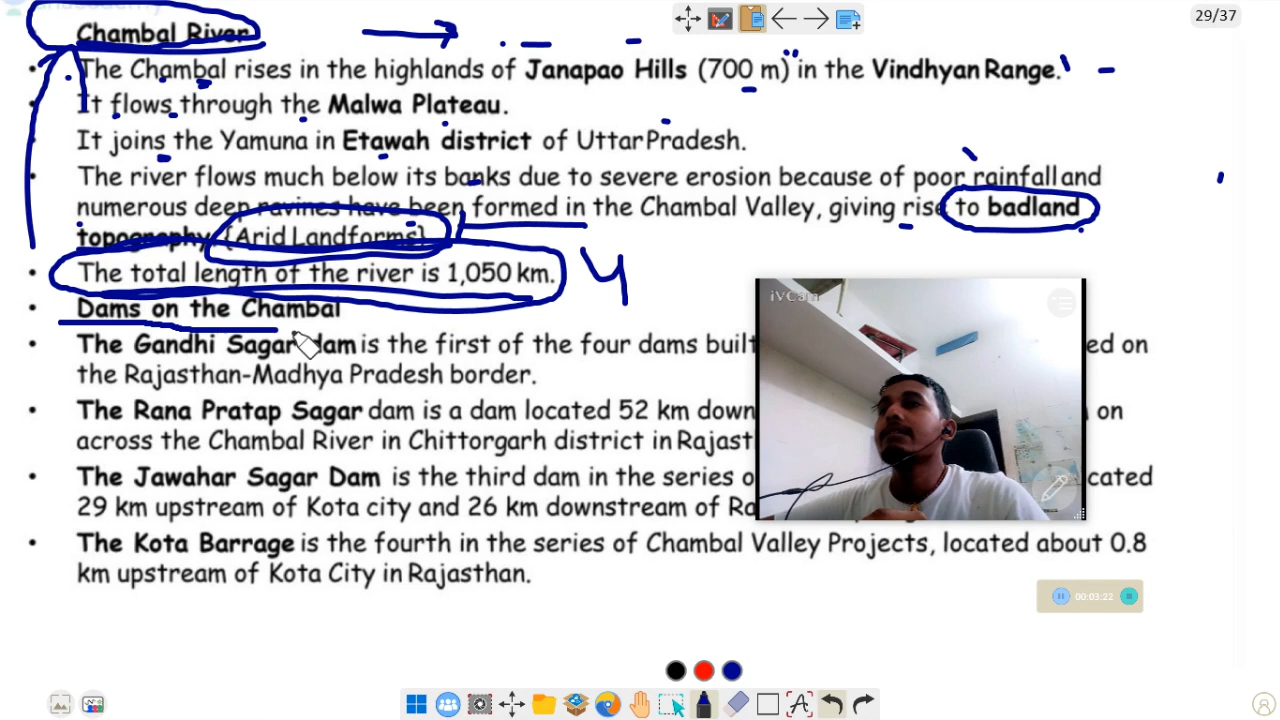 29/37
Chambal River
• The Chambal rises in the highlands of Janapao Hills (700 m) in the Vindhyan Range.
• It flows through the Malwa Plateau.
• It joins the Yamuna in Etawah district of Uttar Pradesh.
• The river flows much below its banks due to severe erosion because of poor rainfall and
numerous deep ravines have been formed in the Chambal Valley, giving rise to badland
topography. {Arid Landforms}
• The total length of the river is 1,050 km. 4
• Dams on the Chambal
• The Gandhi Sagar dam is the first of the four dams built ed on
the Rajasthan-Madhya Pradesh border.
• The Rana Pratap Sagar dam is a dam located 52 km down on
across the Chambal River in Chittorgarh district in Rajast
• The Jawahar Sagar Dam is the third dam in the series o cated
29 km upstream of Kota city and 26 km downstream of Ra
• The Kota Barrage is the fourth in the series of Chambal Valley Projects, located about 0.8
km upstream of Kota City in Rajasthan.
iVCam
00:03:22